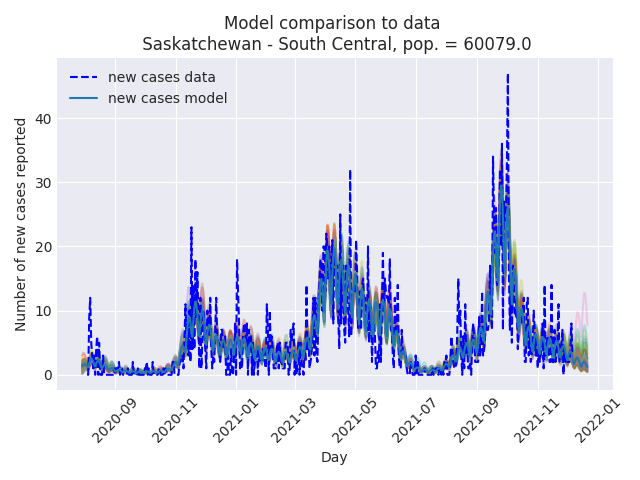 Model comparison to data
Saskatchewan - South Central, pop. = 60079.0
new cases data
new cases model
Number of new cases reported
40
30
20
10
0
2020-09
2020-11
2021-01
2021-03
2021-05
2021-07
2021-09
2021-11
2022-01
Day